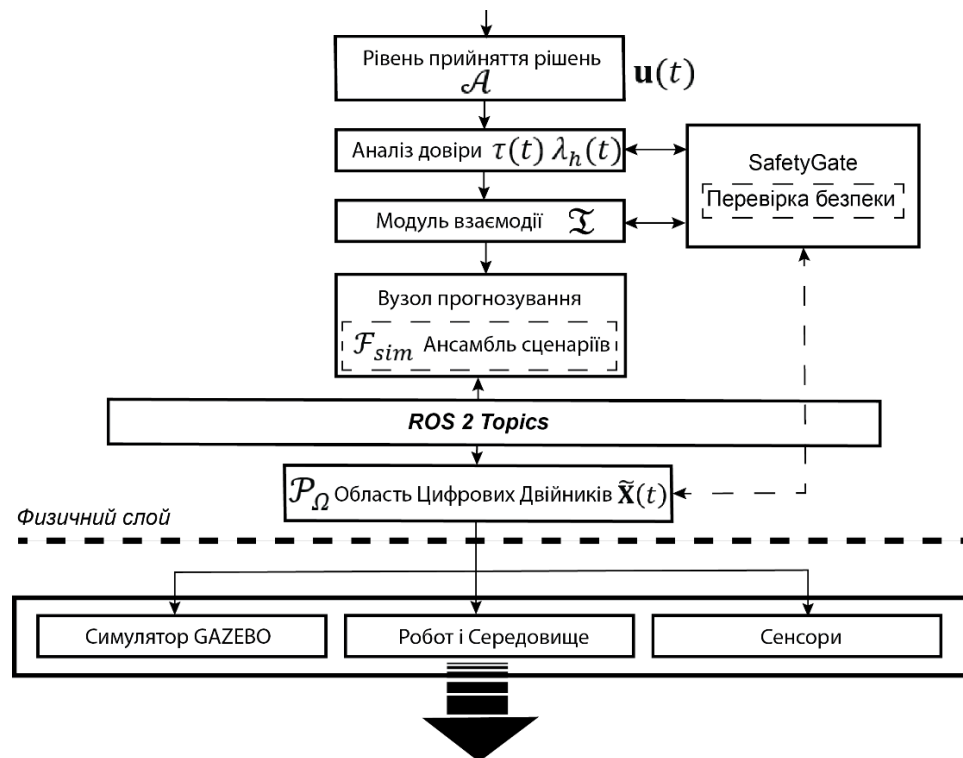 Рівень прийняття рішень
𝒜
𝐮(t)
Аналіз довіри τ(t) λ_h(t)
SafetyGate
Перевірка безпеки
Модуль взаємодії 𝔗
Вузол прогнозування
ℱ_sim Ансамбль сценаріїв
ROS 2 Topics
𝒫_Ω Область Цифрових Двійників 𝐗̃(t)
Физичний слой
Симулятор GAZEBO
Робот і Середовище
Сенсори